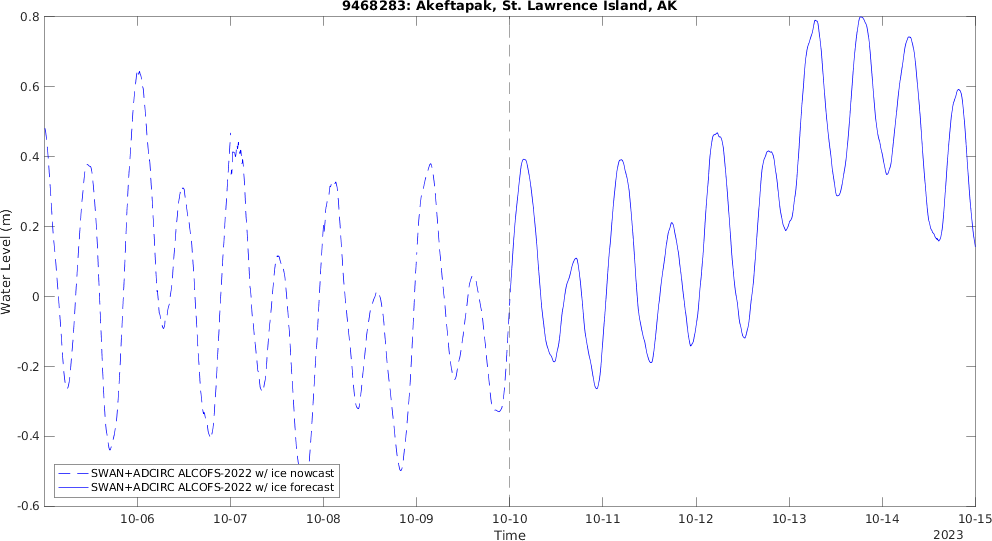 9468283: Akeftapak, St. Lawrence Island, AK
Water Level (m)
0.8
0.6
0.4
0.2
0
-0.2
-0.4
-0.6
SWAN+ADCIRC ALCOFS-2022 w/ ice nowcast
SWAN+ADCIRC ALCOFS-2022 w/ ice forecast
10-06 10-07 10-08 10-09 10-10 10-11 10-12 10-13 10-14 10-15
Time
2023